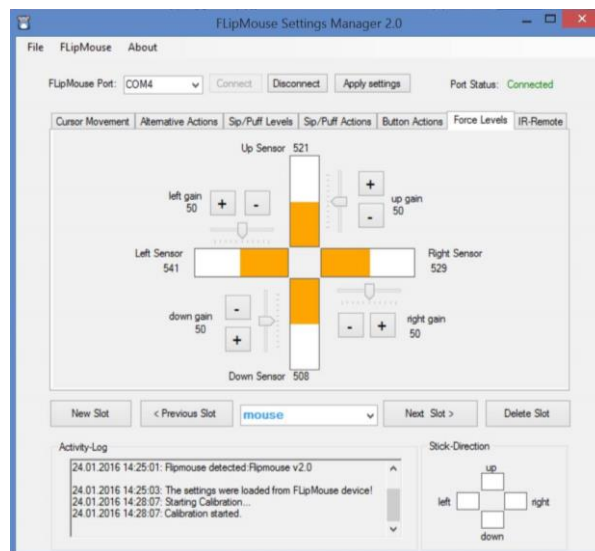 FLipMouse Settings Manager 2.0
File FLipMouse About
FLipMouse Port: COM4 Connect Disconnect Apply settings Port Status: Connected
Cursor Movement Alternative Actions Sip/Puff Levels Sip/Puff Actions Button Actions Force Levels IR-Remote
Up Sensor 521
left gain
50
+ -
+
-
up gain
50
Left Sensor
541
Right Sensor
529
down gain
50
-
+
- +
right gain
50
Down Sensor 508
New Slot < Previous Slot mouse Next Slot > Delete Slot
Activity-Log
24.01.2016 14:25:01: Flipmouse detected:Flipmouse v2.0
24.01.2016 14:25:03: The settings were loaded from FLipMouse device!
24.01.2016 14:28:07: Starting Calibration...
24.01.2016 14:28:07: Calibration started.
Stick-Direction
up
left right
down